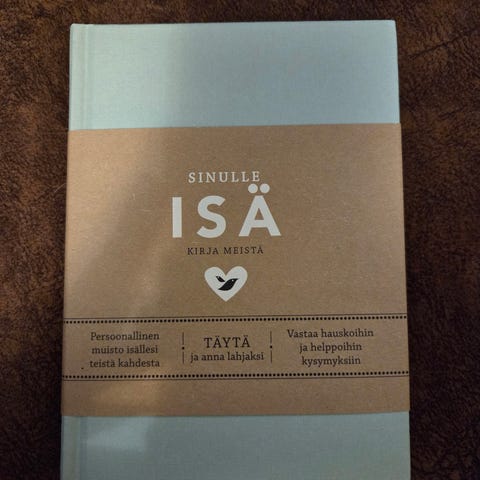 SINULLE
ISÄ
KIRJA MEISTÄ
Persoonallinen
muisto isällesi
teistä kahdesta
TÄYTÄ
ja anna lahjaksi
Vastaa hauskoihin
ja helppoihin
kysymyksiin